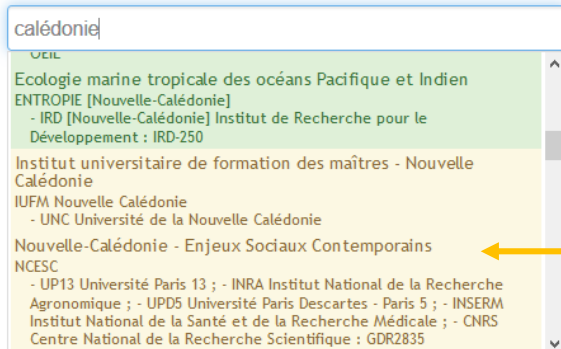 calédonie
OEIL
Ecologie marine tropicale des océans Pacifique et Indien
ENTROPIE [Nouvelle-Calédonie]
- IRD [Nouvelle-Calédonie] Institut de Recherche pour le
Développement : IRD-250
Institut universitaire de formation des maîtres - Nouvelle
Calédonie
IUFM Nouvelle Calédonie
- UNC Université de la Nouvelle Calédonie
Nouvelle-Calédonie - Enjeux Sociaux Contemporains
NCESC
- UP13 Université Paris 13 ; - INRA Institut National de la Recherche
Agronomique ; - UPD5 Université Paris Descartes - Paris 5 ; - INSERM
Institut National de la Santé et de la Recherche Médicale ; - CNRS
Centre National de la Recherche Scientifique : GDR2835